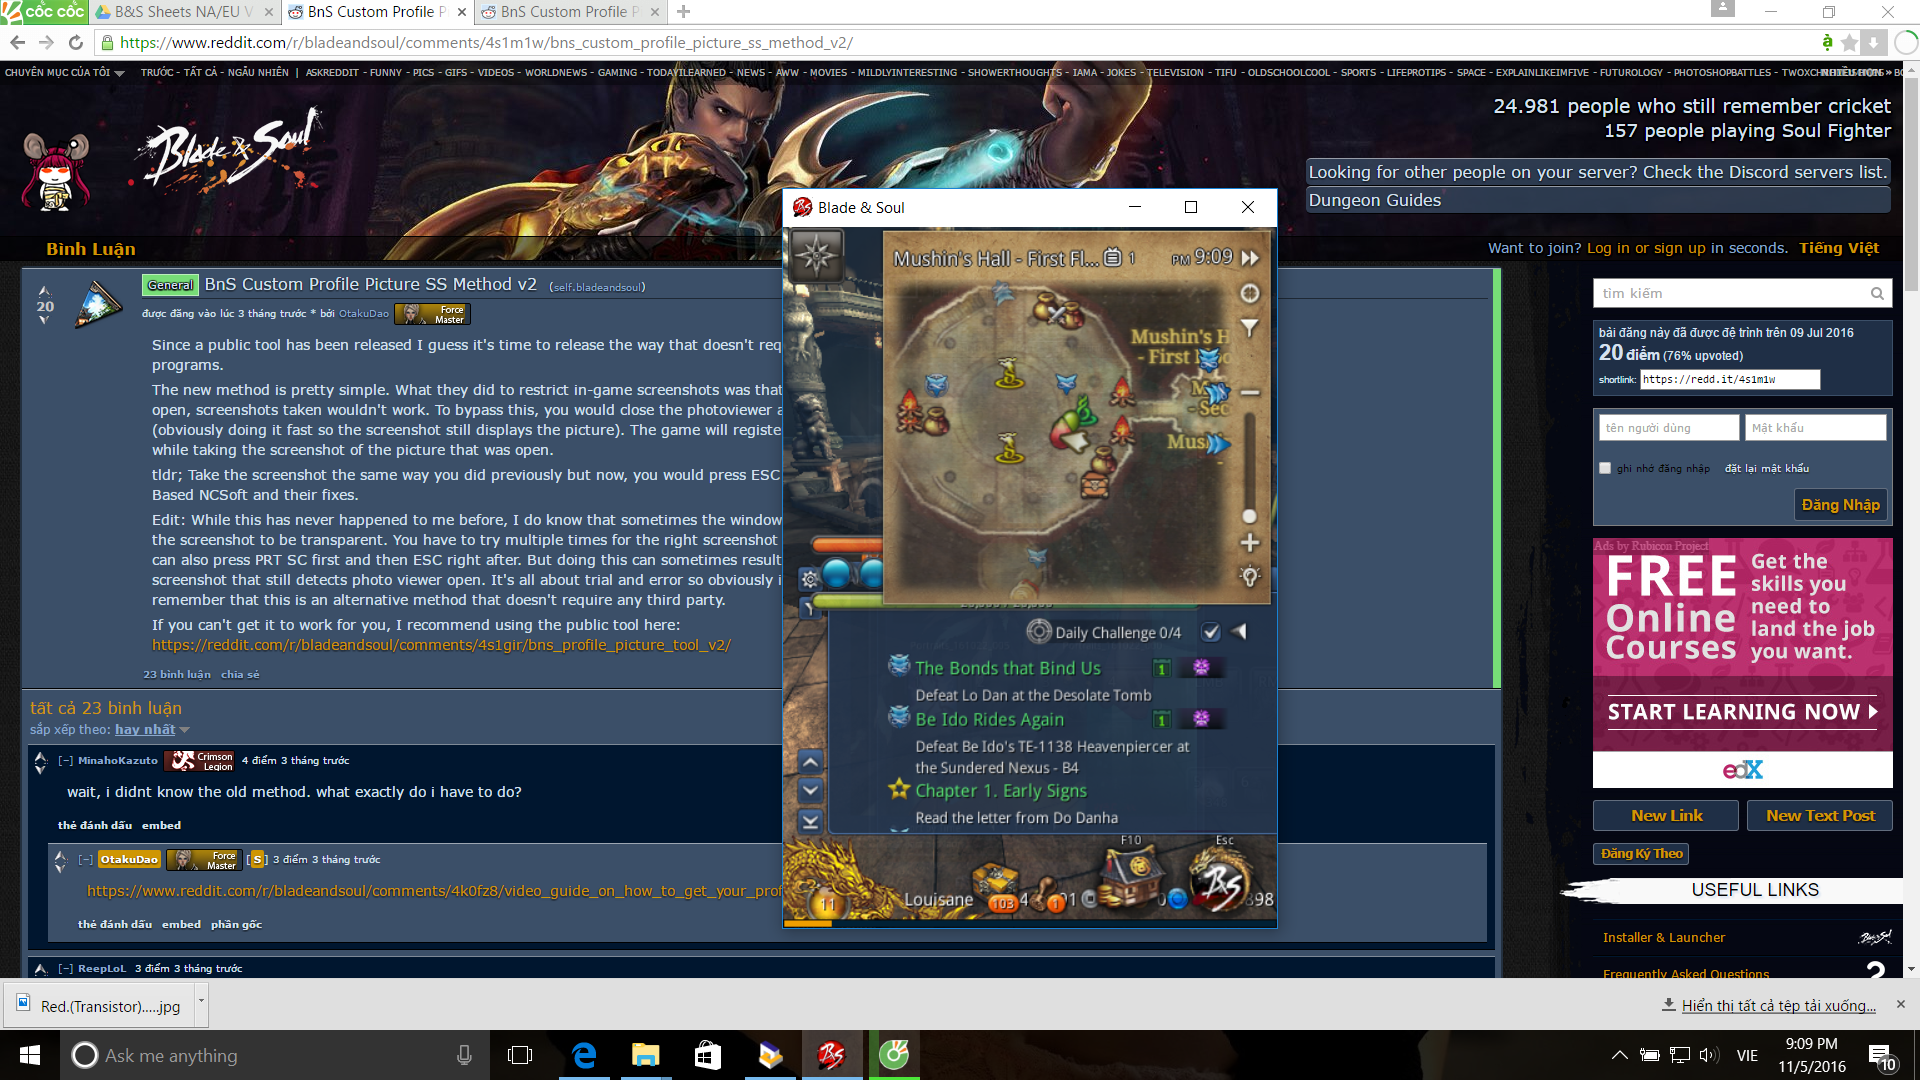 cốc cốc
B&S Sheets NA/EU V
BnS Custom Profile P
BnS Custom Profile P
https://www.reddit.com/r/bladeandsoul/comments/4s1m1w/bns_custom_profile_picture_ss_method_v2/
CHUYÊN MỤC CỦA TÔI TRƯỚC - TẤT CẢ - NGẪU NHIÊN | ASKREDDIT - FUNNY - PICS - GIFS - VIDEOS - WORLDNEWS - GAMING - TODAYILEARNED - NEWS - AWW - MOVIES - MILDLYINTERESTING - SHOWERTHOUGHTS - IAMA - JOKES - TELEVISION - TIFU - OLDSCHOOLCOOL - SPORTS - LIFEPROTIPS - SPACE - EXPLAINLIKEIMFIVE - FUTUROLOGY - PHOTOSHOPBATTLES
24.981 people who still remember cricket
157 people playing Soul Fighter
Blade & Soul
Looking for other people on your server? Check the Discord servers list.
Dungeon Guides
Bình Luận
Want to join? Log in or sign up in seconds. Tiếng Việt
20
General BnS Custom Profile Picture SS Method v2 (self.bladeandsoul)
được đăng vào lúc 3 tháng trước * bởi OtakuDao Force Master
Since a public tool has been released I guess it's time to release the way that doesn't req
programs.
The new method is pretty simple. What they did to restrict in-game screenshots was that
open, screenshots taken wouldn't work. To bypass this, you would close the photoviewer a
(obviously doing it fast so the screenshot still displays the picture). The game will registe
while taking the screenshot of the picture that was open.
tldr; Take the screenshot the same way you did previously but now, you would press ESC
Based NCSoft and their fixes.
Edit: While this has never happened to me before, I do know that sometimes the window
the screenshot to be transparent. You have to try multiple times for the right screenshot
can also press PRT SC first and then ESC right after. But doing this can sometimes result
screenshot that still detects photo viewer open. It's all about trial and error so obviously i
remember that this is an alternative method that doesn't require any third party.
If you can't get it to work for you, I recommend using the public tool here:
https://reddit.com/r/bladeandsoul/comments/4s1gir/bns_profile_picture_tool_v2/
23 bình luận chia sẻ
tất cả 23 bình luận
sắp xếp theo: hay nhất
[–] MinahoKazuto Crimson Legion 4 điểm 3 tháng trước
wait, i didnt know the old method. what exactly do i have to do?
thẻ đánh dấu embed
[–] OtakuDao Force Master [S] 3 điểm 3 tháng trước
https://www.reddit.com/r/bladeandsoul/comments/4k0fz8/video_guide_on_how_to_get_your_prof
thẻ đánh dấu embed phần gốc
[–] ReepLoL 3 điểm 3 tháng trước
Blade & Soul
Mushin's Hall - First Fl... 1 PM 9:09
Mushin's H
- First
Sec
Daily Challenge 0/4
The Bonds that Bind Us 1
Defeat Lo Dan at the Desolate Tomb
Be Ido Rides Again 1
Defeat Be Ido's TE-1138 Heavenpiercer at
the Sundered Nexus - B4
Chapter 1. Early Signs
Read the letter from Do Danha
F10 Esc
11 Louisane 103 1
tìm kiếm
bài đăng này đã được đệ trình trên 09 Jul 2016
20 điểm (76% upvoted)
shortlink: https://redd.it/4s1m1w
tên người dùng Mật khẩu
ghi nhớ đăng nhập đặt lại mật khẩu
Đăng Nhập
Ads by Rubicon Project
FREE Online Courses
Get the skills you need to land the job you want.
START LEARNING NOW
edX
New Link New Text Post
Đăng Ký Theo
USEFUL LINKS
Installer & Launcher
Frequently Asked Questions
Red.(Transistor).....jpg
Hiển thị tất cả tệp tải xuống...
Ask me anything
VIE
9:09 PM
11/5/2016
10